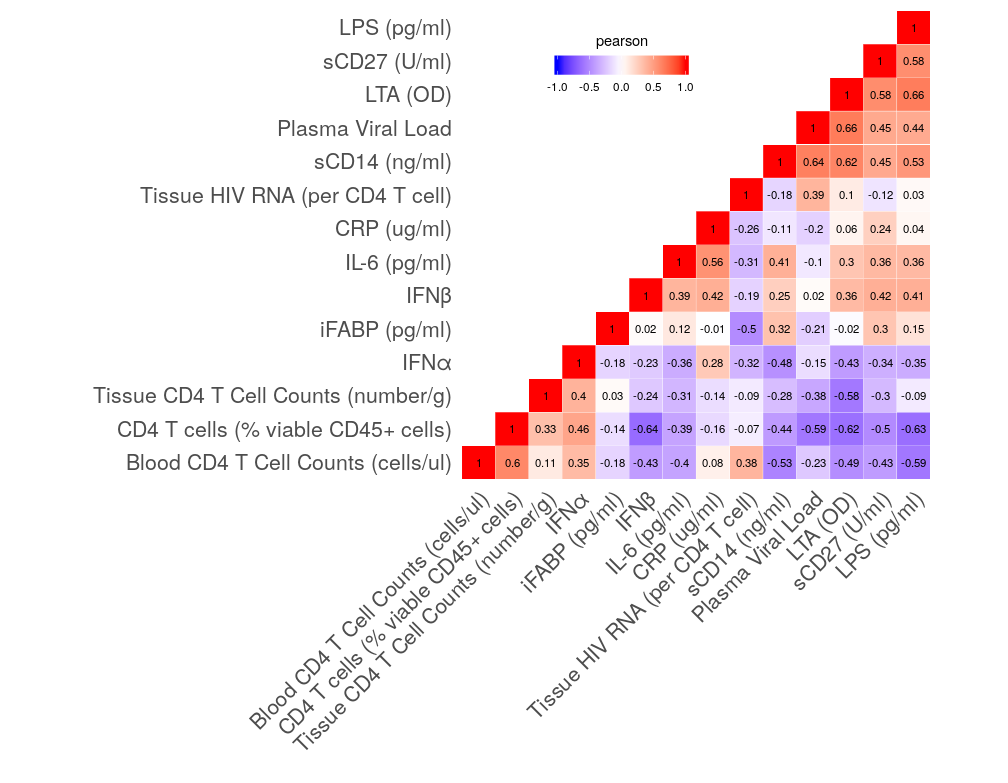 LPS (pg/ml) 1
pearson
sCD27 (U/ml) 1 0.58
-1.0 -0.5 0.0 0.5 1.0
LTA (OD) 1 0.58 0.66
Plasma Viral Load 1 0.66 0.45 0.44
sCD14 (ng/ml) 1 0.64 0.62 0.45 0.53
Tissue HIV RNA (per CD4 T cell) 1 -0.18 0.39 0.1 -0.12 0.03
CRP (ug/ml) 1 -0.26 -0.11 -0.2 0.06 0.24 0.04
IL-6 (pg/ml) 1 0.56 -0.31 0.41 -0.1 0.3 0.36 0.36
IFNβ 1 0.39 0.42 -0.19 0.25 0.02 0.36 0.42 0.41
iFABP (pg/ml) 1 0.02 0.12 -0.01 -0.5 0.32 -0.21 -0.02 0.3 0.15
IFNα 1 -0.18 -0.23 -0.36 0.28 -0.32 -0.48 -0.15 -0.43 -0.34 -0.35
Tissue CD4 T Cell Counts (number/g) 1 0.4 0.03 -0.24 -0.31 -0.14 -0.09 -0.28 -0.38 -0.58 -0.3 -0.09
CD4 T cells (% viable CD45+ cells) 1 0.33 0.46 -0.14 -0.64 -0.39 -0.16 -0.07 -0.44 -0.59 -0.62 -0.5 -0.63
Blood CD4 T Cell Counts (cells/ul) 1 0.6 0.11 0.35 -0.18 -0.43 -0.4 0.08 0.38 -0.53 -0.23 -0.49 -0.43 -0.59
Blood CD4 T Cell Counts (cells/ul)
CD4 T cells (% viable CD45+ cells)
Tissue CD4 T Cell Counts (number/g)
IFNα
iFABP (pg/ml)
IFNβ
IL-6 (pg/ml)
CRP (ug/ml)
Tissue HIV RNA (per CD4 T cell)
sCD14 (ng/ml)
Plasma Viral Load
LTA (OD)
sCD27 (U/ml)
LPS (pg/ml)